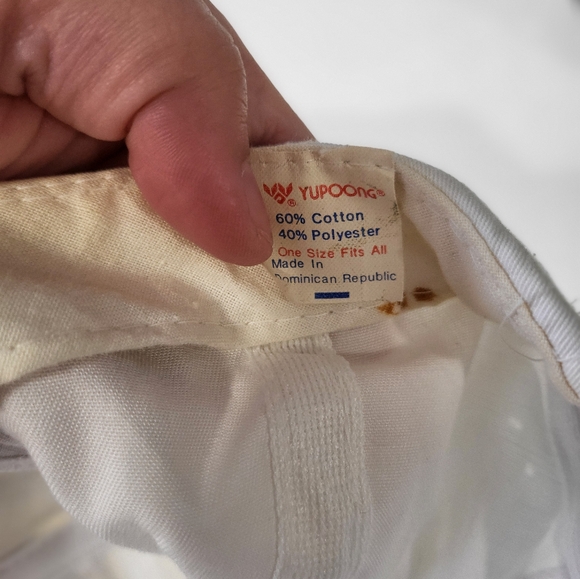 YUPOONG®
60% Cotton
40% Polyester
One Size Fits All
Made In
Dominican Republic